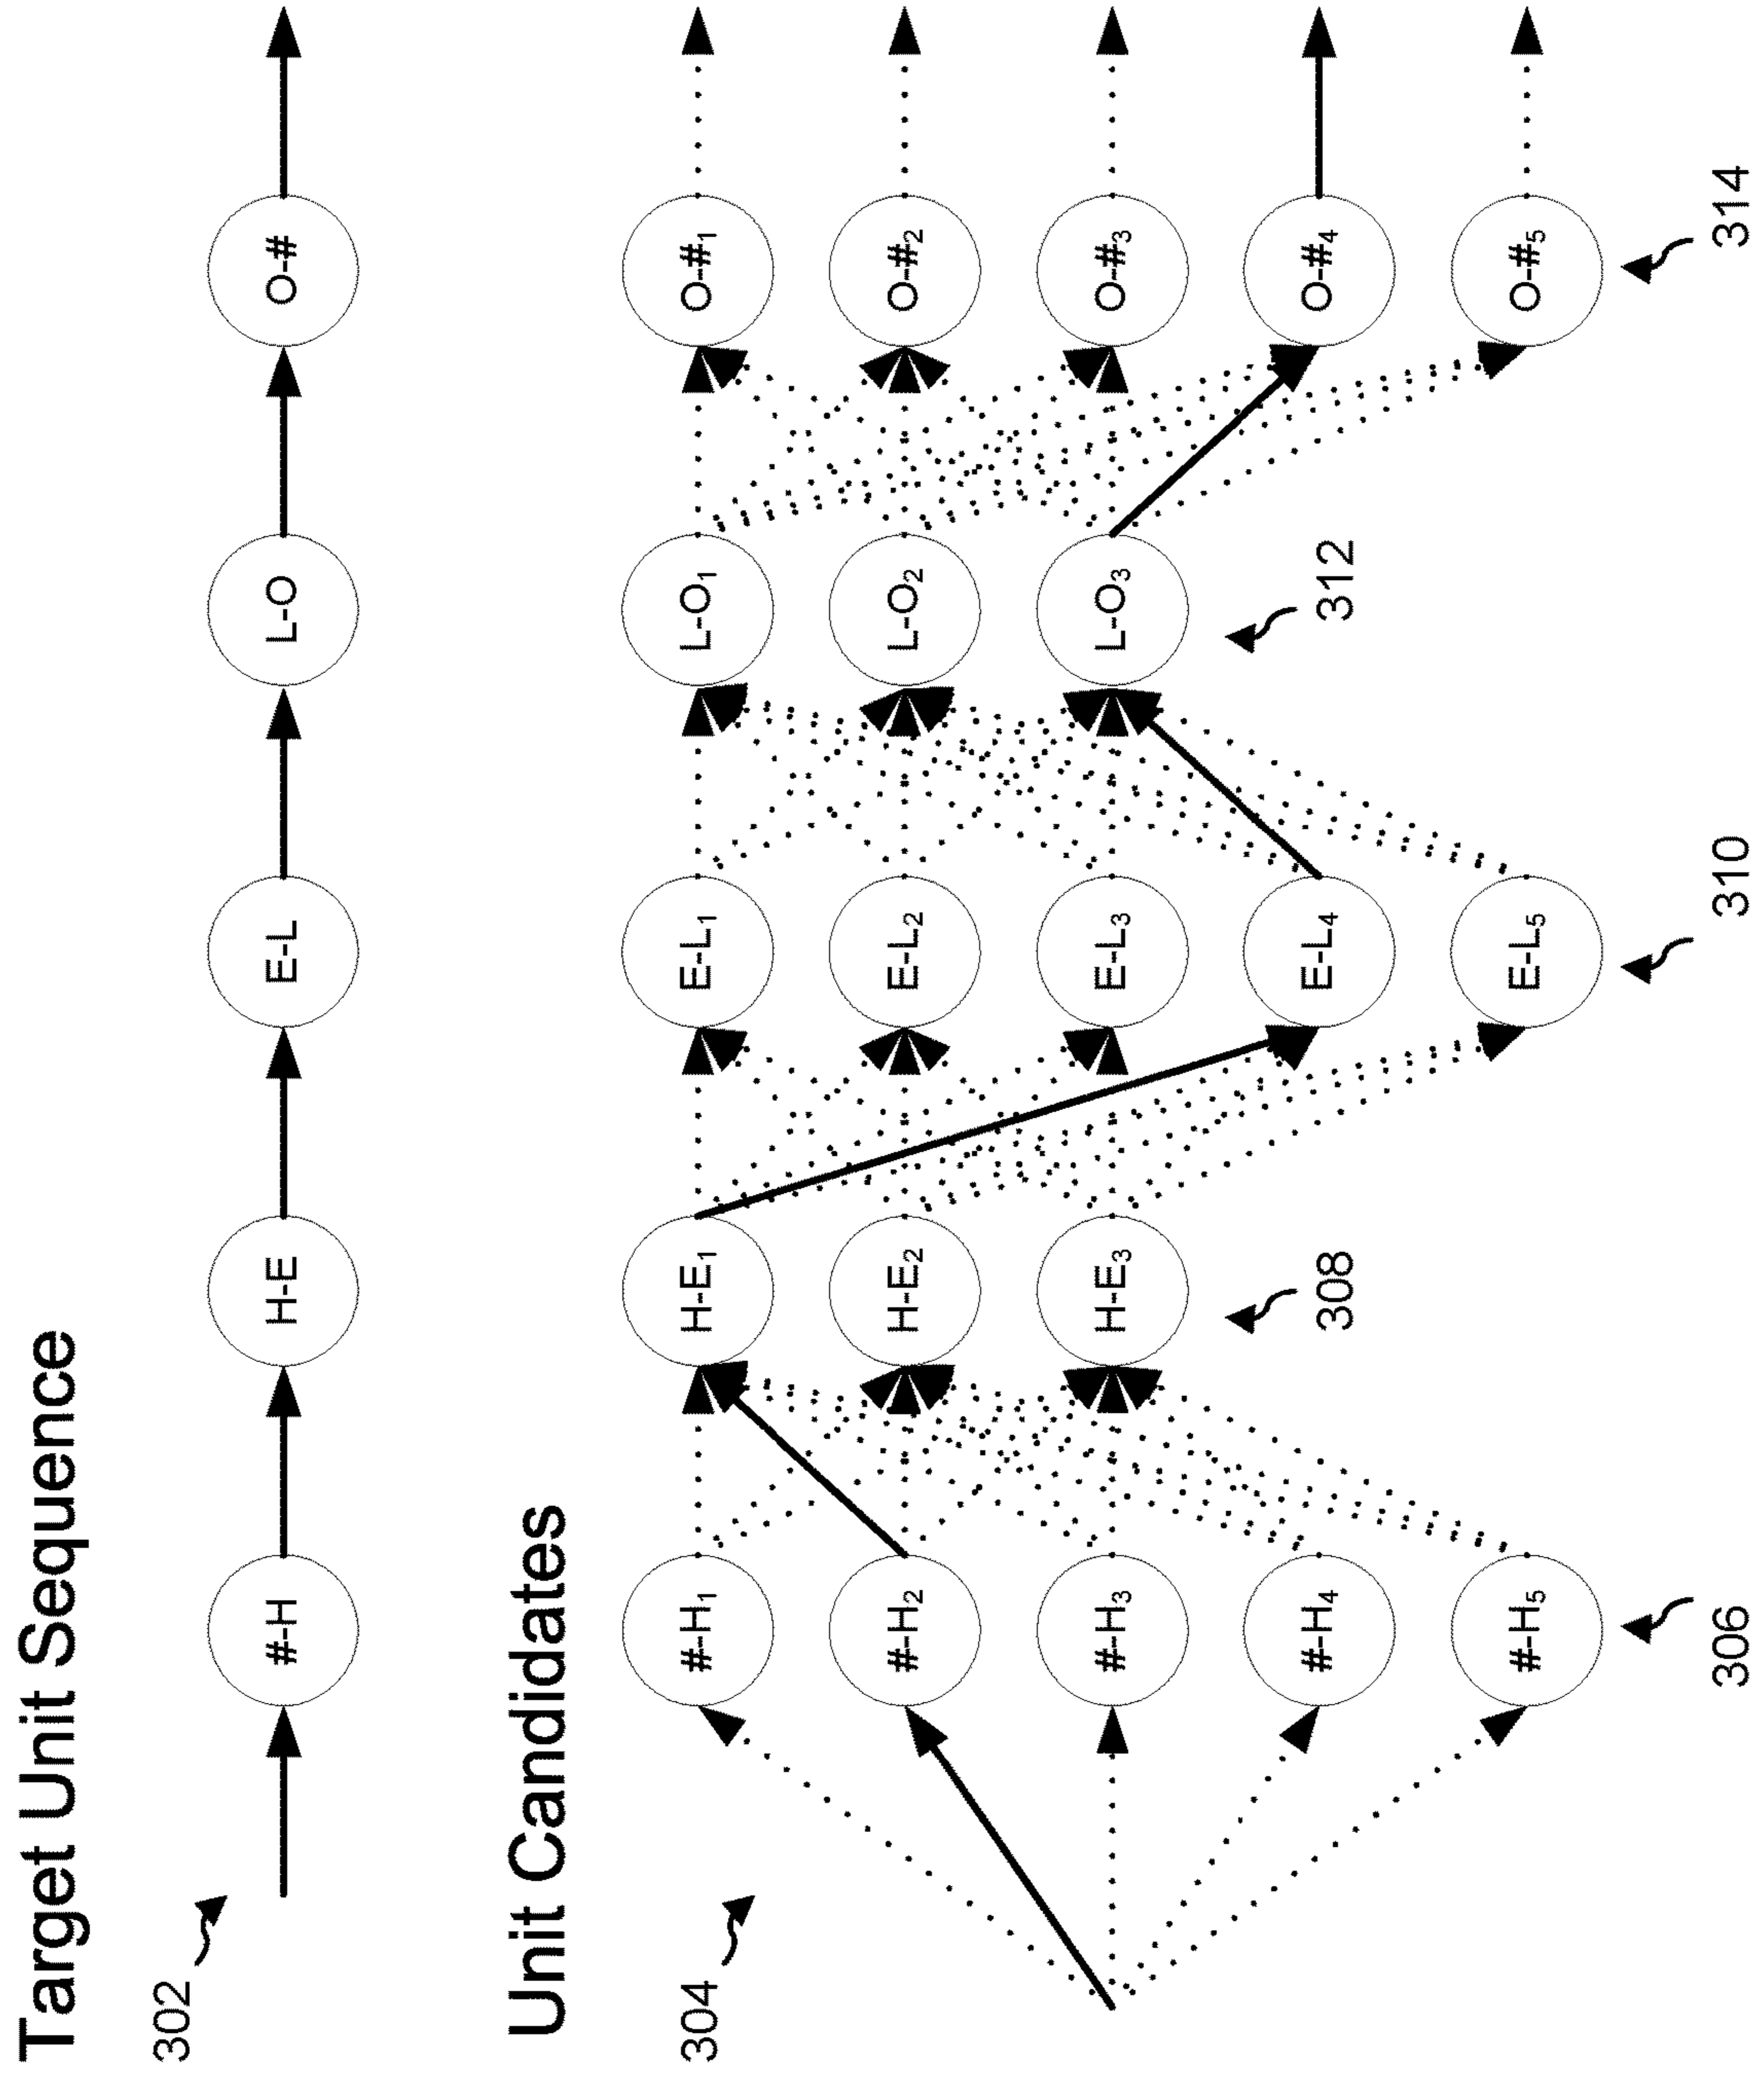 Target Unit Sequence
302
#-H
H-E
E-L
L-O
O-#
Unit Candidates
304
#-H₁
H-E₁
E-L₁
L-O₁
O-#₁
#-H₂
H-E₂
E-L₂
L-O₂
O-#₂
#-H₃
H-E₃
E-L₃
L-O₃
O-#₃
#-H₄
E-L₄
O-#₄
308
312
#-H₅
E-L₅
O-#₅
306
310
314